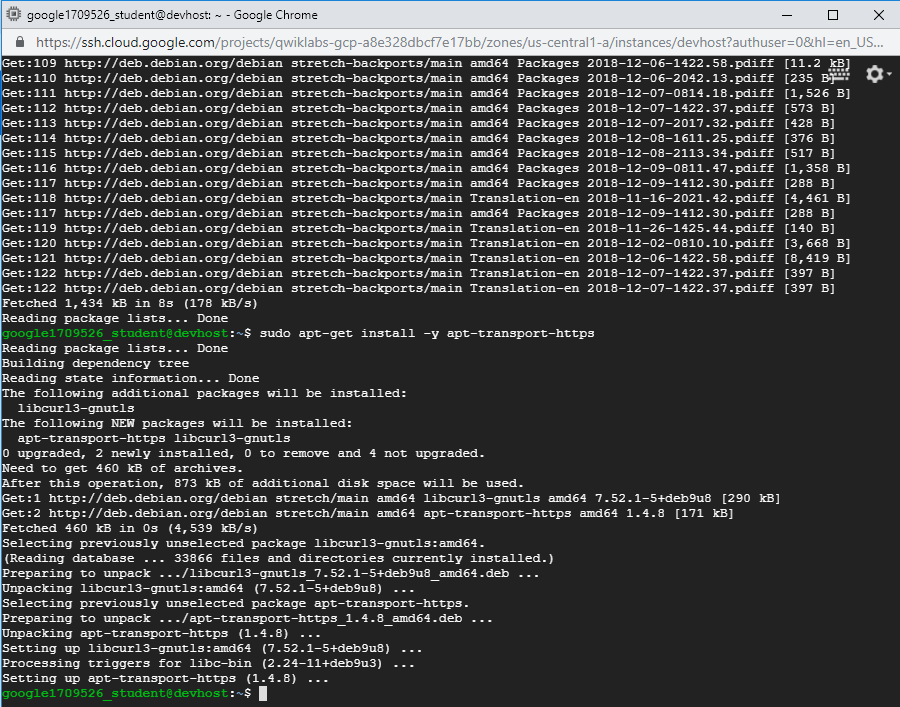 google1709526_student@devhost: ~ - Google Chrome
https://ssh.cloud.google.com/projects/qwiklabs-gcp-a8e328dbcf7e17bb/zones/us-central1-a/instances/devhost?authuser=0&hl=en_US...
Get:109 http://deb.debian.org/debian stretch-backports/main amd64 Packages 2018-12-06-1422.58.pdiff [11.2 kB]
Get:110 http://deb.debian.org/debian stretch-backports/main amd64 Packages 2018-12-06-2042.13.pdiff [235 B]
Get:111 http://deb.debian.org/debian stretch-backports/main amd64 Packages 2018-12-07-0814.18.pdiff [1,526 B]
Get:112 http://deb.debian.org/debian stretch-backports/main amd64 Packages 2018-12-07-1422.37.pdiff [573 B]
Get:113 http://deb.debian.org/debian stretch-backports/main amd64 Packages 2018-12-07-2017.32.pdiff [428 B]
Get:114 http://deb.debian.org/debian stretch-backports/main amd64 Packages 2018-12-08-1611.25.pdiff [376 B]
Get:115 http://deb.debian.org/debian stretch-backports/main amd64 Packages 2018-12-08-2113.34.pdiff [517 B]
Get:116 http://deb.debian.org/debian stretch-backports/main amd64 Packages 2018-12-09-0811.47.pdiff [1,358 B]
Get:117 http://deb.debian.org/debian stretch-backports/main amd64 Packages 2018-12-09-1412.30.pdiff [288 B]
Get:118 http://deb.debian.org/debian stretch-backports/main Translation-en 2018-11-16-2021.42.pdiff [4,461 B]
Get:117 http://deb.debian.org/debian stretch-backports/main amd64 Packages 2018-12-09-1412.30.pdiff [288 B]
Get:119 http://deb.debian.org/debian stretch-backports/main Translation-en 2018-11-26-1425.44.pdiff [140 B]
Get:120 http://deb.debian.org/debian stretch-backports/main Translation-en 2018-12-02-0810.10.pdiff [3,668 B]
Get:121 http://deb.debian.org/debian stretch-backports/main Translation-en 2018-12-06-1422.58.pdiff [8,419 B]
Get:122 http://deb.debian.org/debian stretch-backports/main Translation-en 2018-12-07-1422.37.pdiff [397 B]
Get:122 http://deb.debian.org/debian stretch-backports/main Translation-en 2018-12-07-1422.37.pdiff [397 B]
Fetched 1,434 kB in 8s (178 kB/s)
Reading package lists... Done
google1709526_student@devhost:~$ sudo apt-get install -y apt-transport-https
Reading package lists... Done
Building dependency tree
Reading state information... Done
The following additional packages will be installed:
  libcurl3-gnutls
The following NEW packages will be installed:
  apt-transport-https libcurl3-gnutls
0 upgraded, 2 newly installed, 0 to remove and 4 not upgraded.
Need to get 460 kB of archives.
After this operation, 873 kB of additional disk space will be used.
Get:1 http://deb.debian.org/debian stretch/main amd64 libcurl3-gnutls amd64 7.52.1-5+deb9u8 [290 kB]
Get:2 http://deb.debian.org/debian stretch/main amd64 apt-transport-https amd64 1.4.8 [171 kB]
Fetched 460 kB in 0s (4,539 kB/s)
Selecting previously unselected package libcurl3-gnutls:amd64.
(Reading database ... 33866 files and directories currently installed.)
Preparing to unpack .../libcurl3-gnutls_7.52.1-5+deb9u8_amd64.deb ...
Unpacking libcurl3-gnutls:amd64 (7.52.1-5+deb9u8) ...
Selecting previously unselected package apt-transport-https.
Preparing to unpack .../apt-transport-https_1.4.8_amd64.deb ...
Unpacking apt-transport-https (1.4.8) ...
Setting up libcurl3-gnutls:amd64 (7.52.1-5+deb9u8) ...
Processing triggers for libc-bin (2.24-11+deb9u3) ...
Setting up apt-transport-https (1.4.8) ...
google1709526_student@devhost:~$